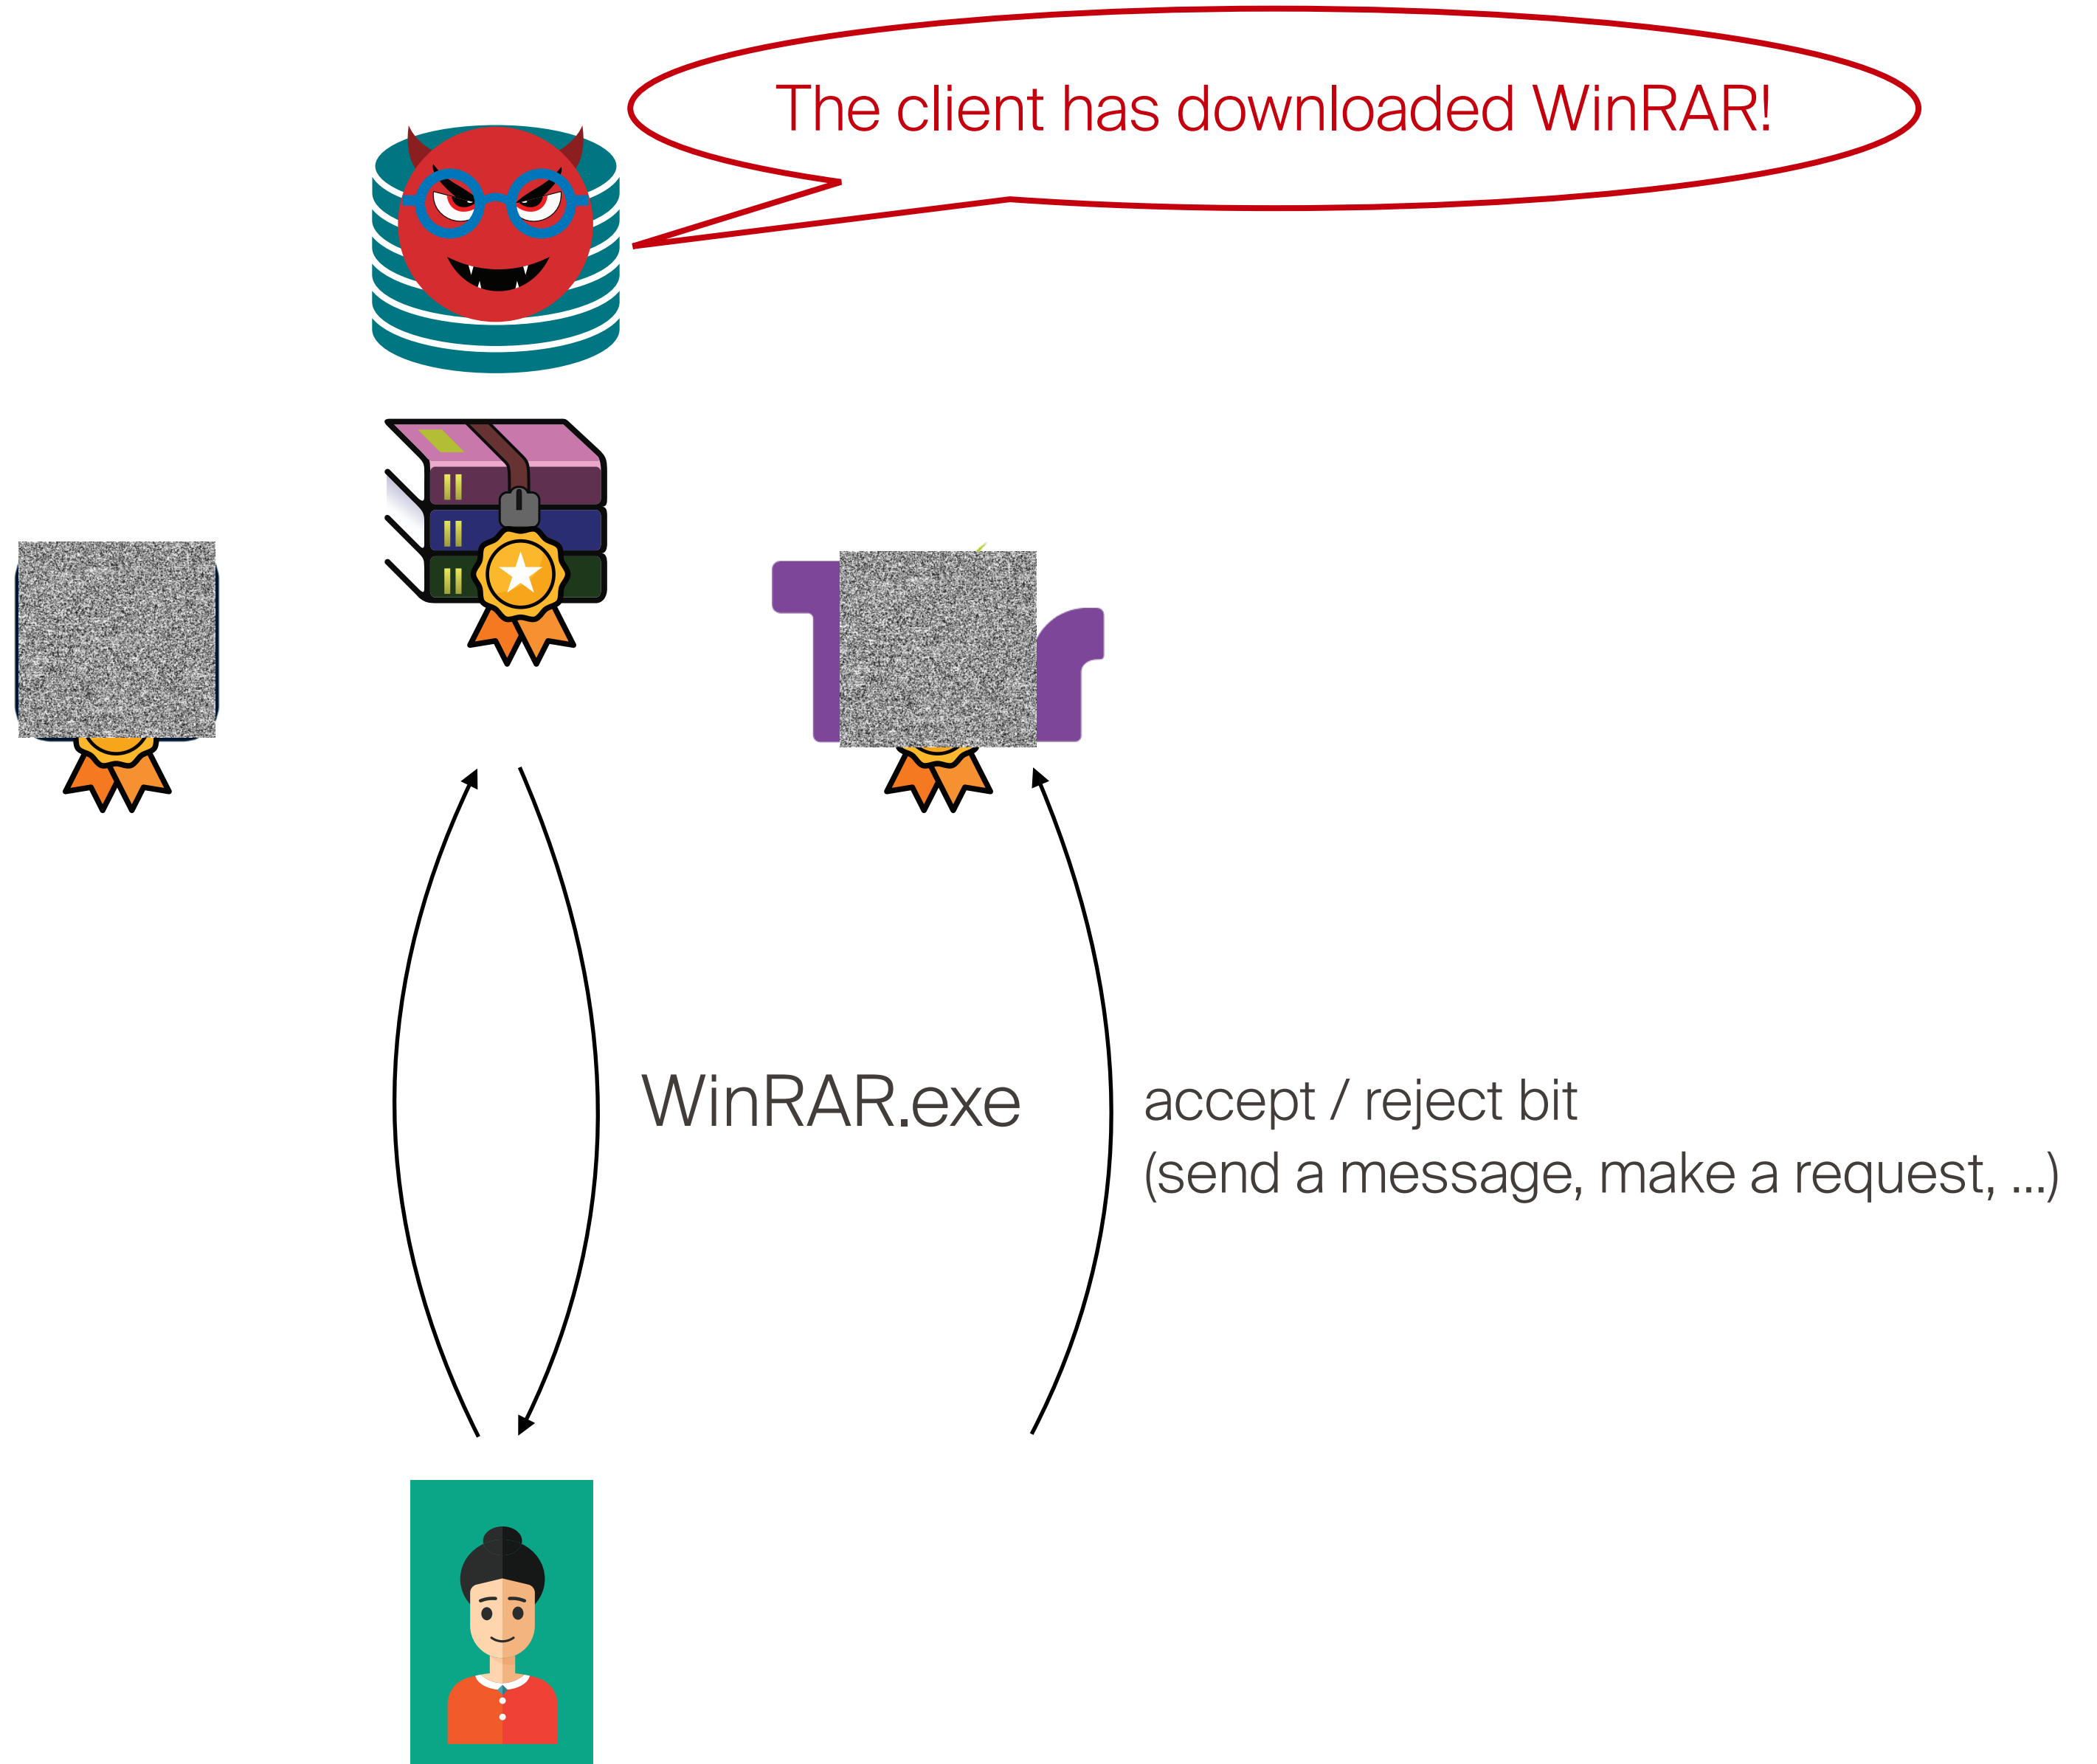 The client has downloaded WinRAR!
WinRAR.exe
accept / reject bit
(send a message, make a request, ...)